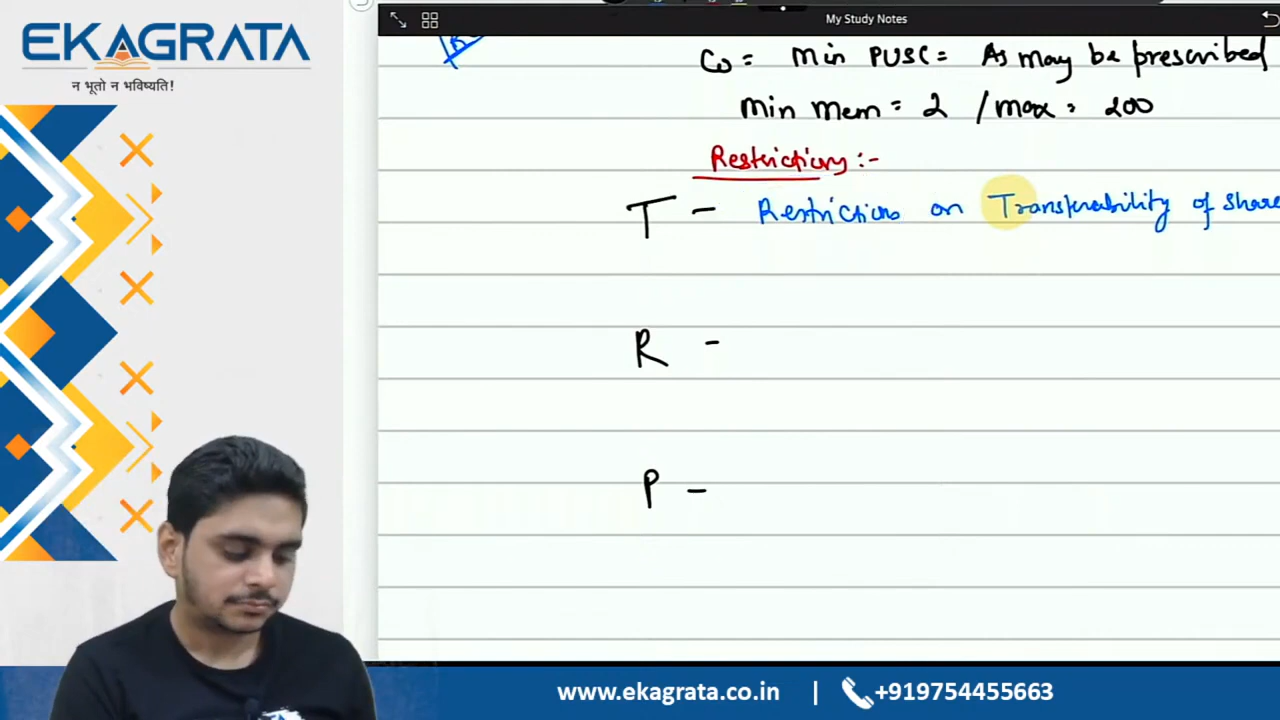 EKAGRATA
न भूतो न भविष्यति!
My Study Notes
Co = Min PUSC = As may be prescribed
Min Mem = 2 / Max = 200
Restrictions :-
T - Restrictions on Transferability of share
R -
P -
www.ekagrata.co.in | +919754455663